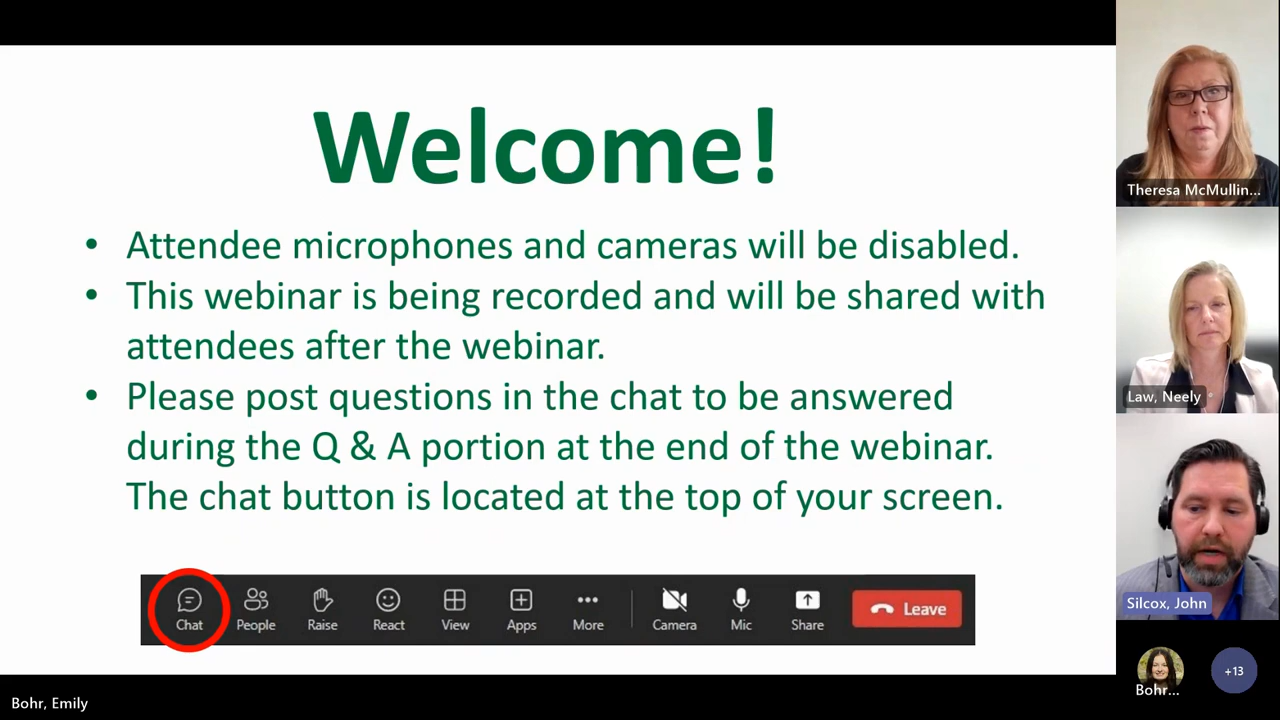 Welcome!
• Attendee microphones and cameras will be disabled.
• This webinar is being recorded and will be shared with
attendees after the webinar.
• Please post questions in the chat to be answered
during the Q & A portion at the end of the webinar.
The chat button is located at the top of your screen.
Chat People Raise React View Apps More Camera Mic Share Leave
Theresa McMullin...
Law, Neely
Silcox, John
Bohr... +13
Bohr, Emily